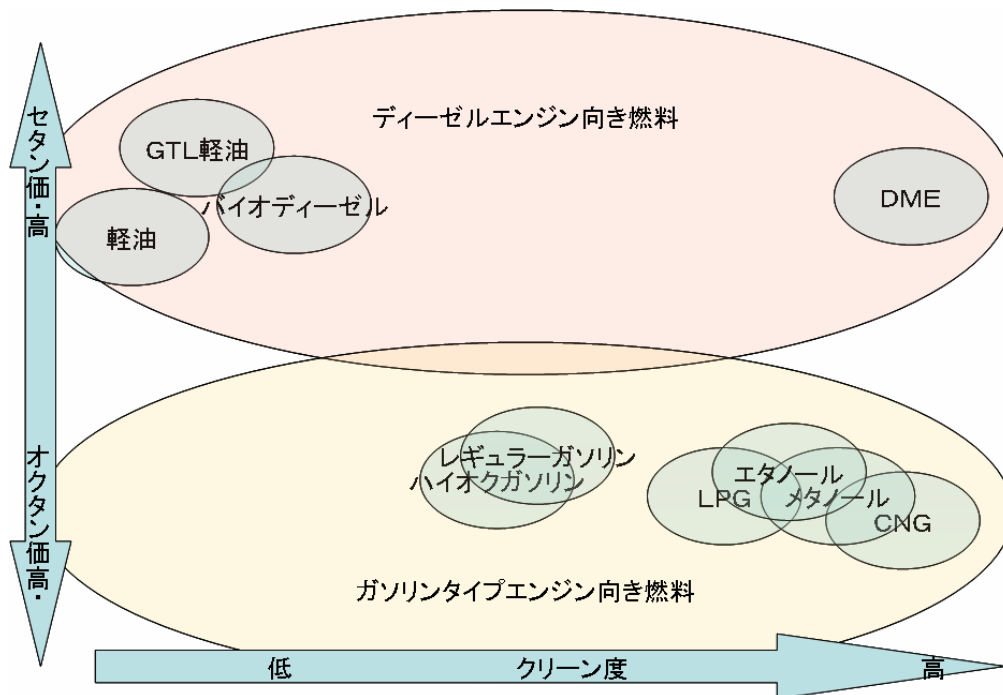 ディーゼルエンジン向き燃料
セタン価・高
GTL軽油
バイオディーゼル
DME
軽油
オクタン価高・
レギュラーガソリン
ハイオクガソリン
エタノール
LPG
メタノール
CNG
ガソリンタイプエンジン向き燃料
低
クリーン度
高